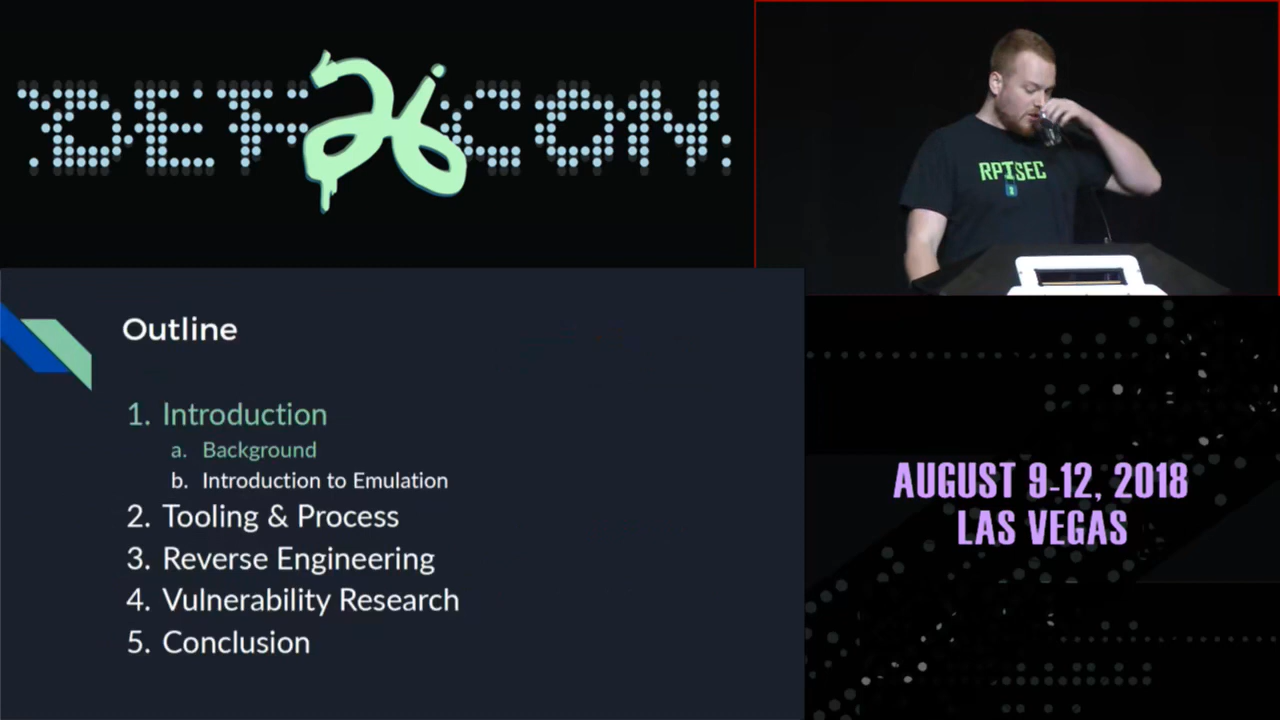 DEF 26 CON
RPISEC
Outline
1. Introduction
a. Background
b. Introduction to Emulation
2. Tooling & Process
3. Reverse Engineering
4. Vulnerability Research
5. Conclusion
AUGUST 9-12, 2018
LAS VEGAS